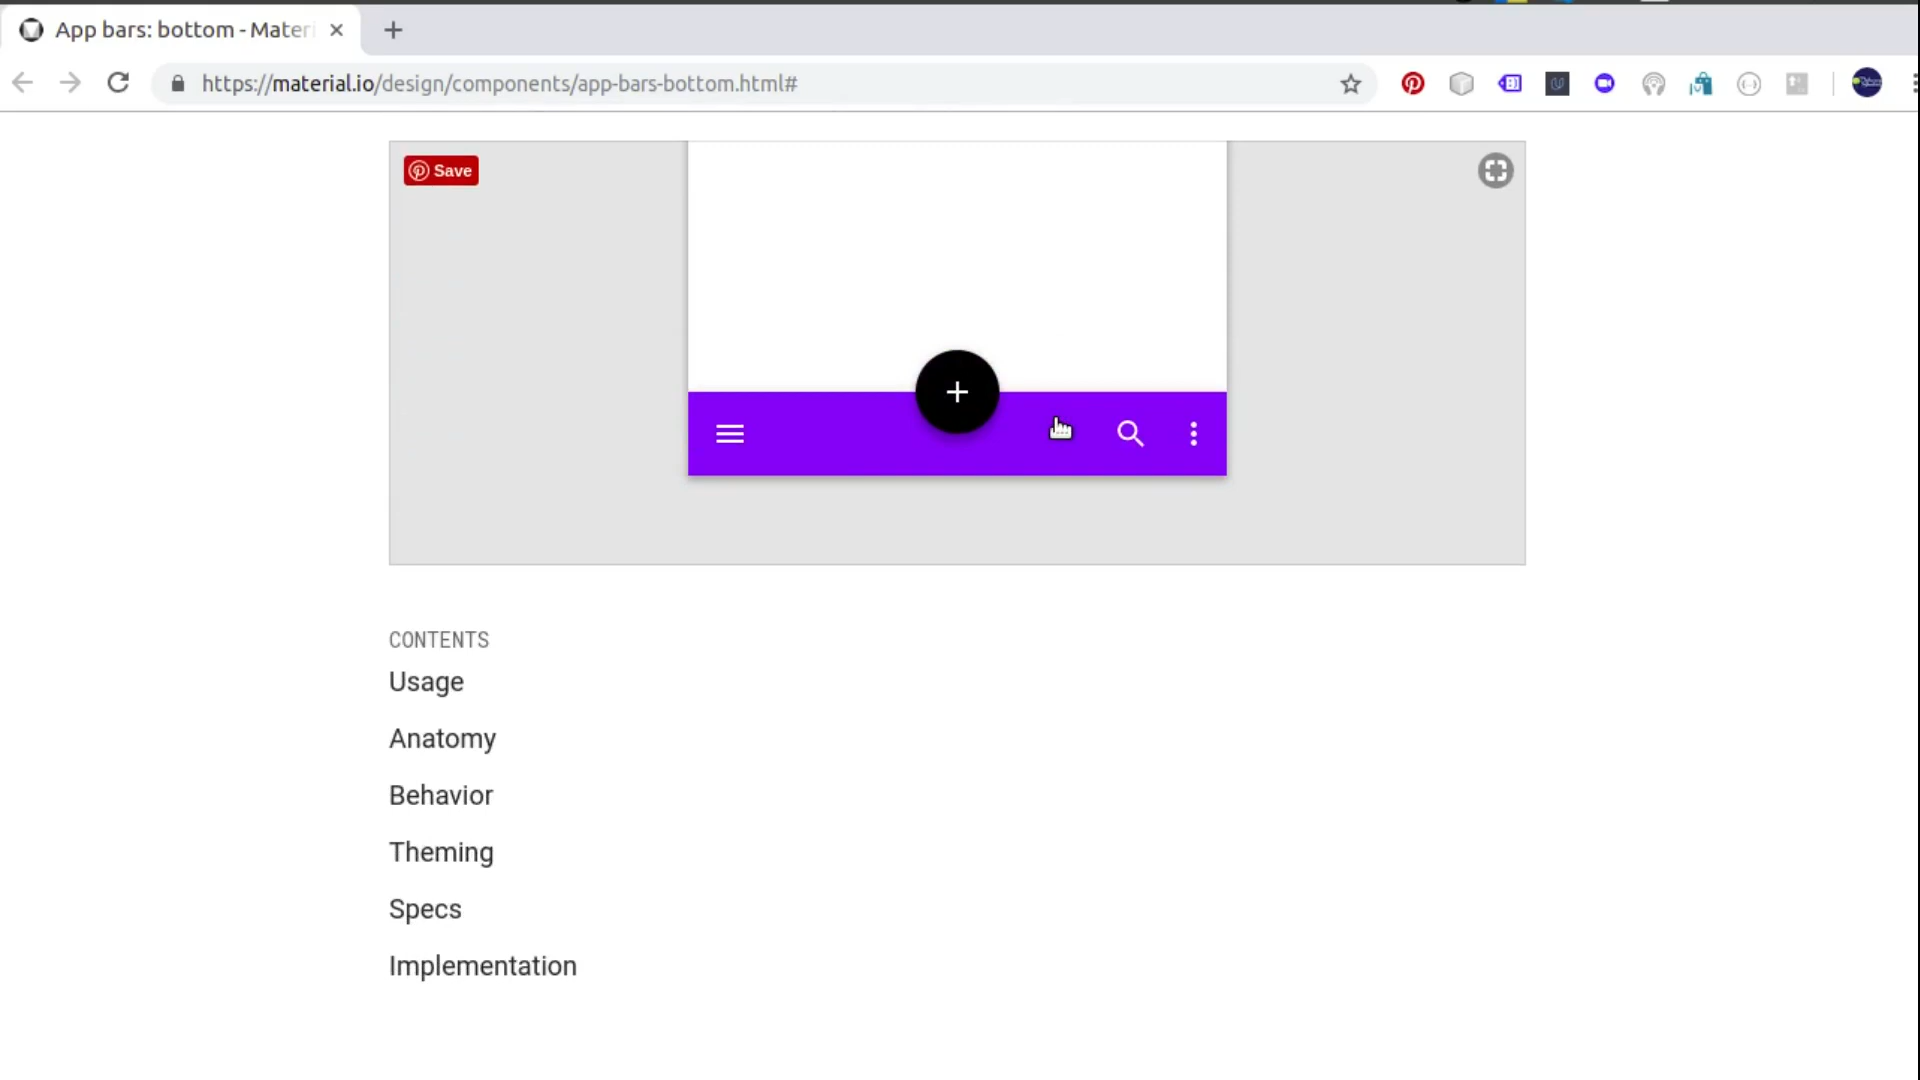 App bars: bottom - Materi
https://material.io/design/components/app-bars-bottom.html#
Save
CONTENTS
Usage
Anatomy
Behavior
Theming
Specs
Implementation